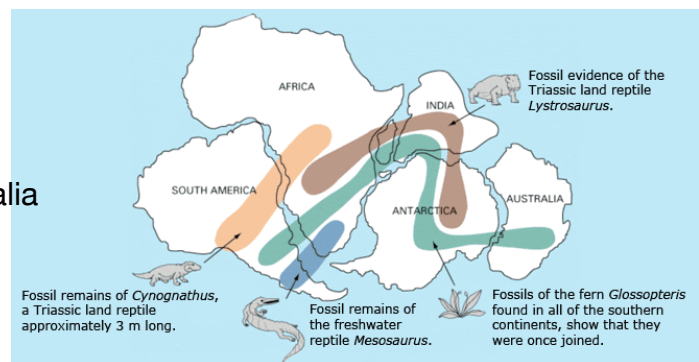 AFRICA
Fossil evidence of the
Triassic land reptile
Lystrosaurus.
INDIA
alia
SOUTH AMERICA
ANTARCTICA
AUSTRALIA
Fossil remains of Cynognathus,
a Triassic land reptile
approximately 3 m long.
Fossil remains of
the freshwater
reptile Mesosaurus.
Fossils of the fern Glossopteris
found in all of the southern
continents, show that they
were once joined.